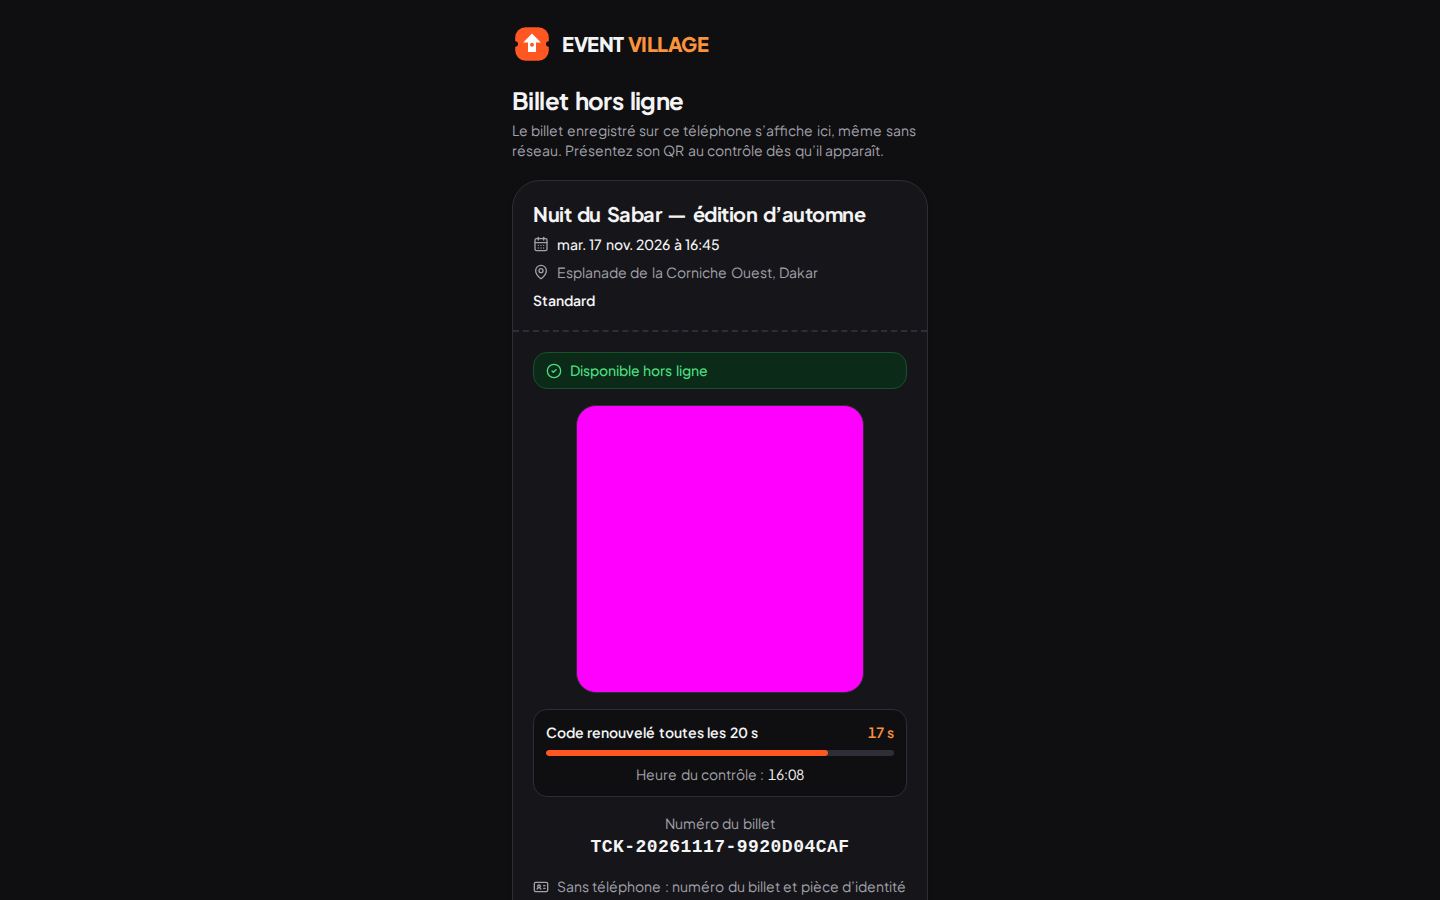 EVENT VILLAGE
Billet hors ligne
Le billet enregistré sur ce téléphone s’affiche ici, même sans
réseau. Présentez son QR au contrôle dès qu’il apparaît.
Nuit du Sabar — édition d’automne
mar. 17 nov. 2026 à 16:45
Esplanade de la Corniche Ouest, Dakar
Standard
Disponible hors ligne
Code renouvelé toutes les 20 s 17 s
Heure du contrôle : 16:08
Numéro du billet
TCK-20261117-9920D04CAF
Sans téléphone : numéro du billet et pièce d’identité